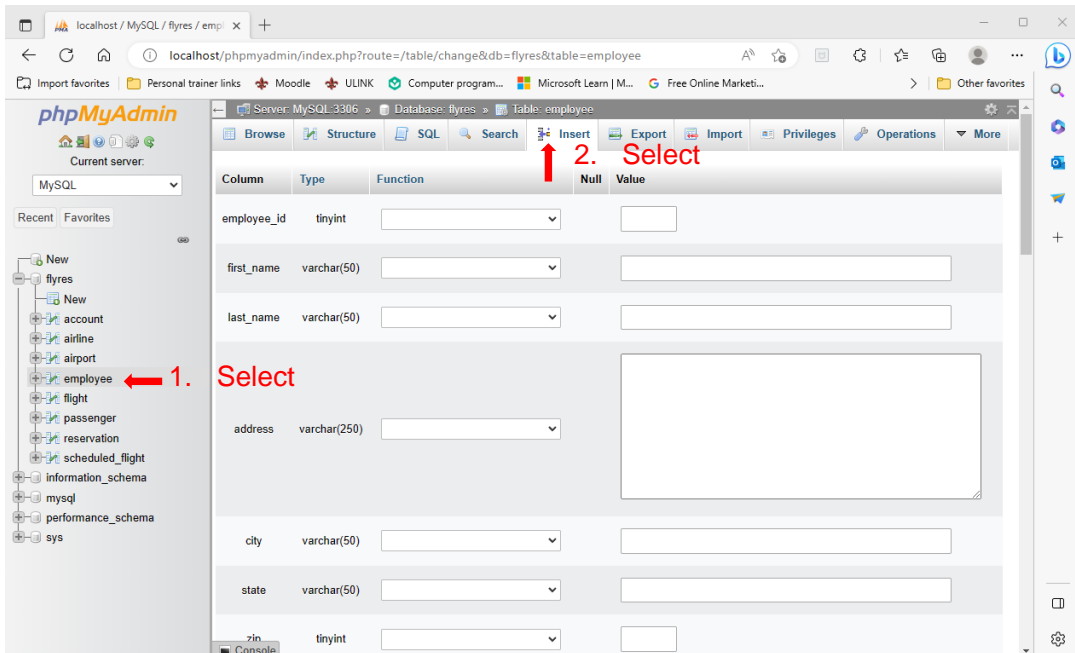 localhost / MySQL / flyres / empl
localhost/phpmyadmin/index.php?route=/table/change&db=flyres&table=employee
Import favorites Personal trainer links Moodle ULINK Computer program... Microsoft Learn | M... Free Online Marketi... Other favorites
phpMyAdmin
Current server:
MySQL
Recent Favorites
New
flyres
New
account
airline
airport
employee
flight
passenger
reservation
scheduled_flight
information_schema
mysql
performance_schema
sys
1. Select
Server: MySQL:3306 » Database: flyres » Table: employee
Browse Structure SQL Search Insert Export Import Privileges Operations More
2. Select
Column Type Function Null Value
employee_id tinyint
first_name varchar(50)
last_name varchar(50)
address varchar(250)
city varchar(50)
state varchar(50)
zip tinyint
Console